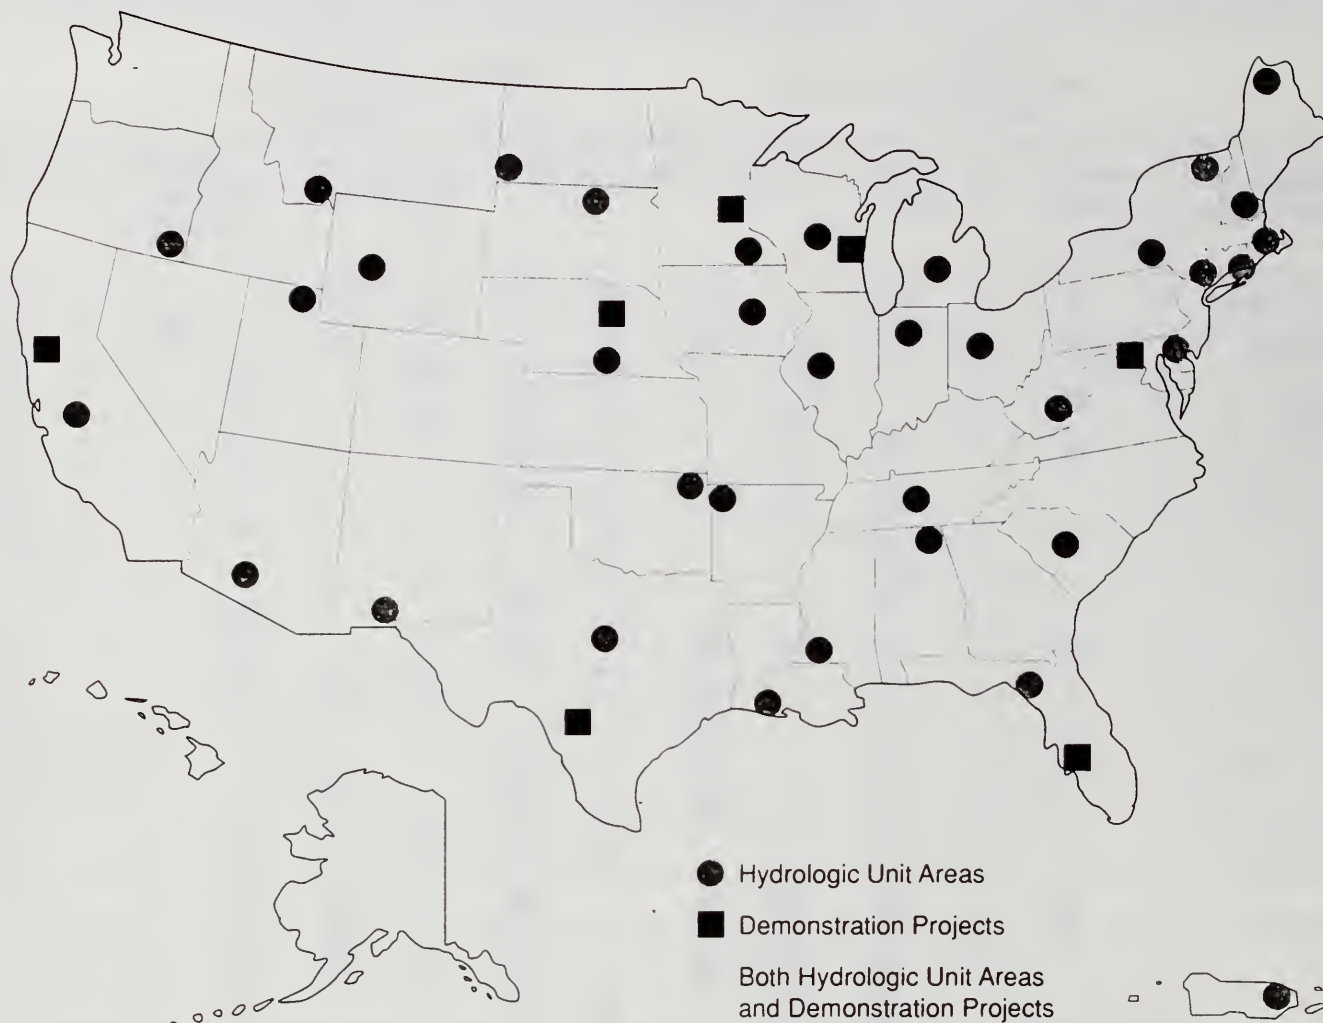 Hydrologic Unit Areas
Demonstration Projects
Both Hydrologic Unit Areas
and Demonstration Projects